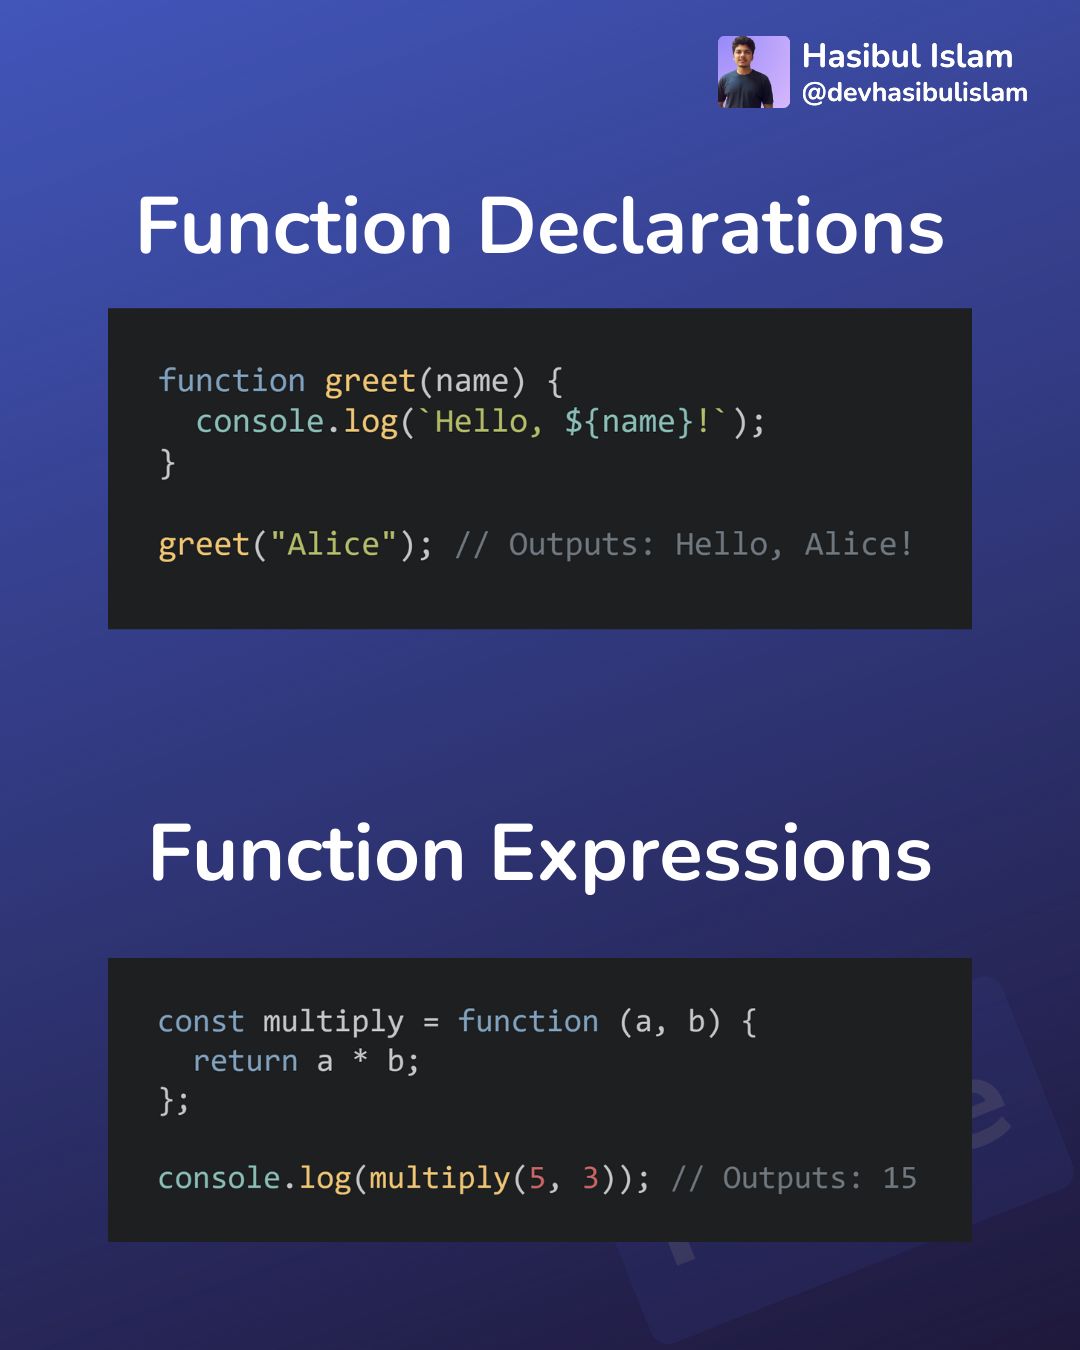 Hasibul Islam
@devhasibulislam
Function Declarations
function greet(name) {
  console.log(`Hello, ${name}!`);
}
greet("Alice"); // Outputs: Hello, Alice!
Function Expressions
const multiply = function (a, b) {
  return a * b;
};
console.log(multiply(5, 3)); // Outputs: 15